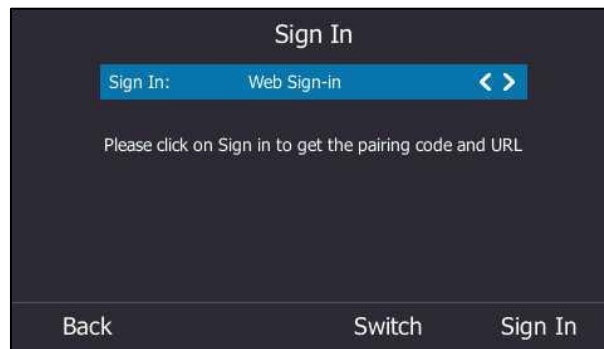 Sign In
Sign In: Web Sign-in
Please click on Sign in to get the pairing code and URL
Back Switch Sign In